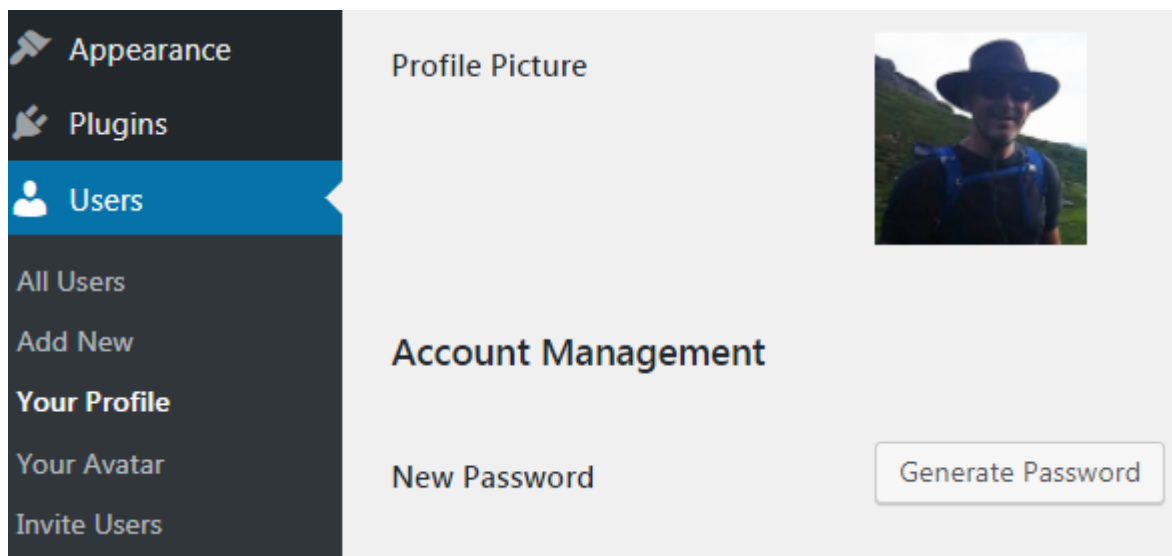 Appearance
Plugins
Users
All Users
Add New
Your Profile
Your Avatar
Invite Users
Profile Picture
Account Management
New Password
Generate Password